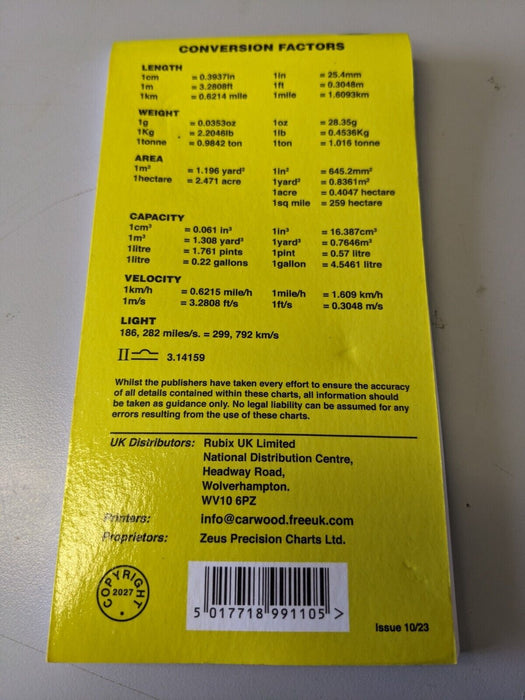 CONVERSION FACTORS
LENGTH
1cm = 0.3937in 1in = 25.4mm
1m = 3.2808ft 1ft = 0.3048m
1km = 0.6214 mile 1mile = 1.6093km
WEIGHT
1g = 0.0353oz 1oz = 28.35g
1Kg = 2.2046lb 1lb = 0.4536Kg
1tonne = 0.9842 ton 1ton = 1.016 tonne
AREA
1m² = 1.196 yard² 1in² = 645.2mm²
1hectare = 2.471 acre 1yard² = 0.8361m²
1acre = 0.4047 hectare
1sq mile = 259 hectare
CAPACITY
1cm³ = 0.061 in³ 1in³ = 16.387cm³
1m³ = 1.308 yard³ 1yard³ = 0.7646m³
1litre = 1.761 pints 1pint = 0.57 litre
1litre = 0.22 gallons 1gallon = 4.5461 litre
VELOCITY
1km/h = 0.6215 mile/h 1mile/h = 1.609 km/h
1m/s = 3.2808 ft/s 1ft/s = 0.3048 m/s
LIGHT
186, 282 miles/s. = 299, 792 km/s
II≏ 3.14159
Whilst the publishers have taken every effort to ensure the accuracy
of all details contained within these charts, all information should
be taken as guidance only. No legal liability can be assumed for any
errors resulting from the use of these charts.
UK Distributors: Rubix UK Limited
National Distribution Centre,
Headway Road,
Wolverhampton.
WV10 6PZ
Printers: info@carwood.freeuk.com
Proprietors: Zeus Precision Charts Ltd.
COPYRIGHT
2027
5 017718 991105 >
Issue 10/23